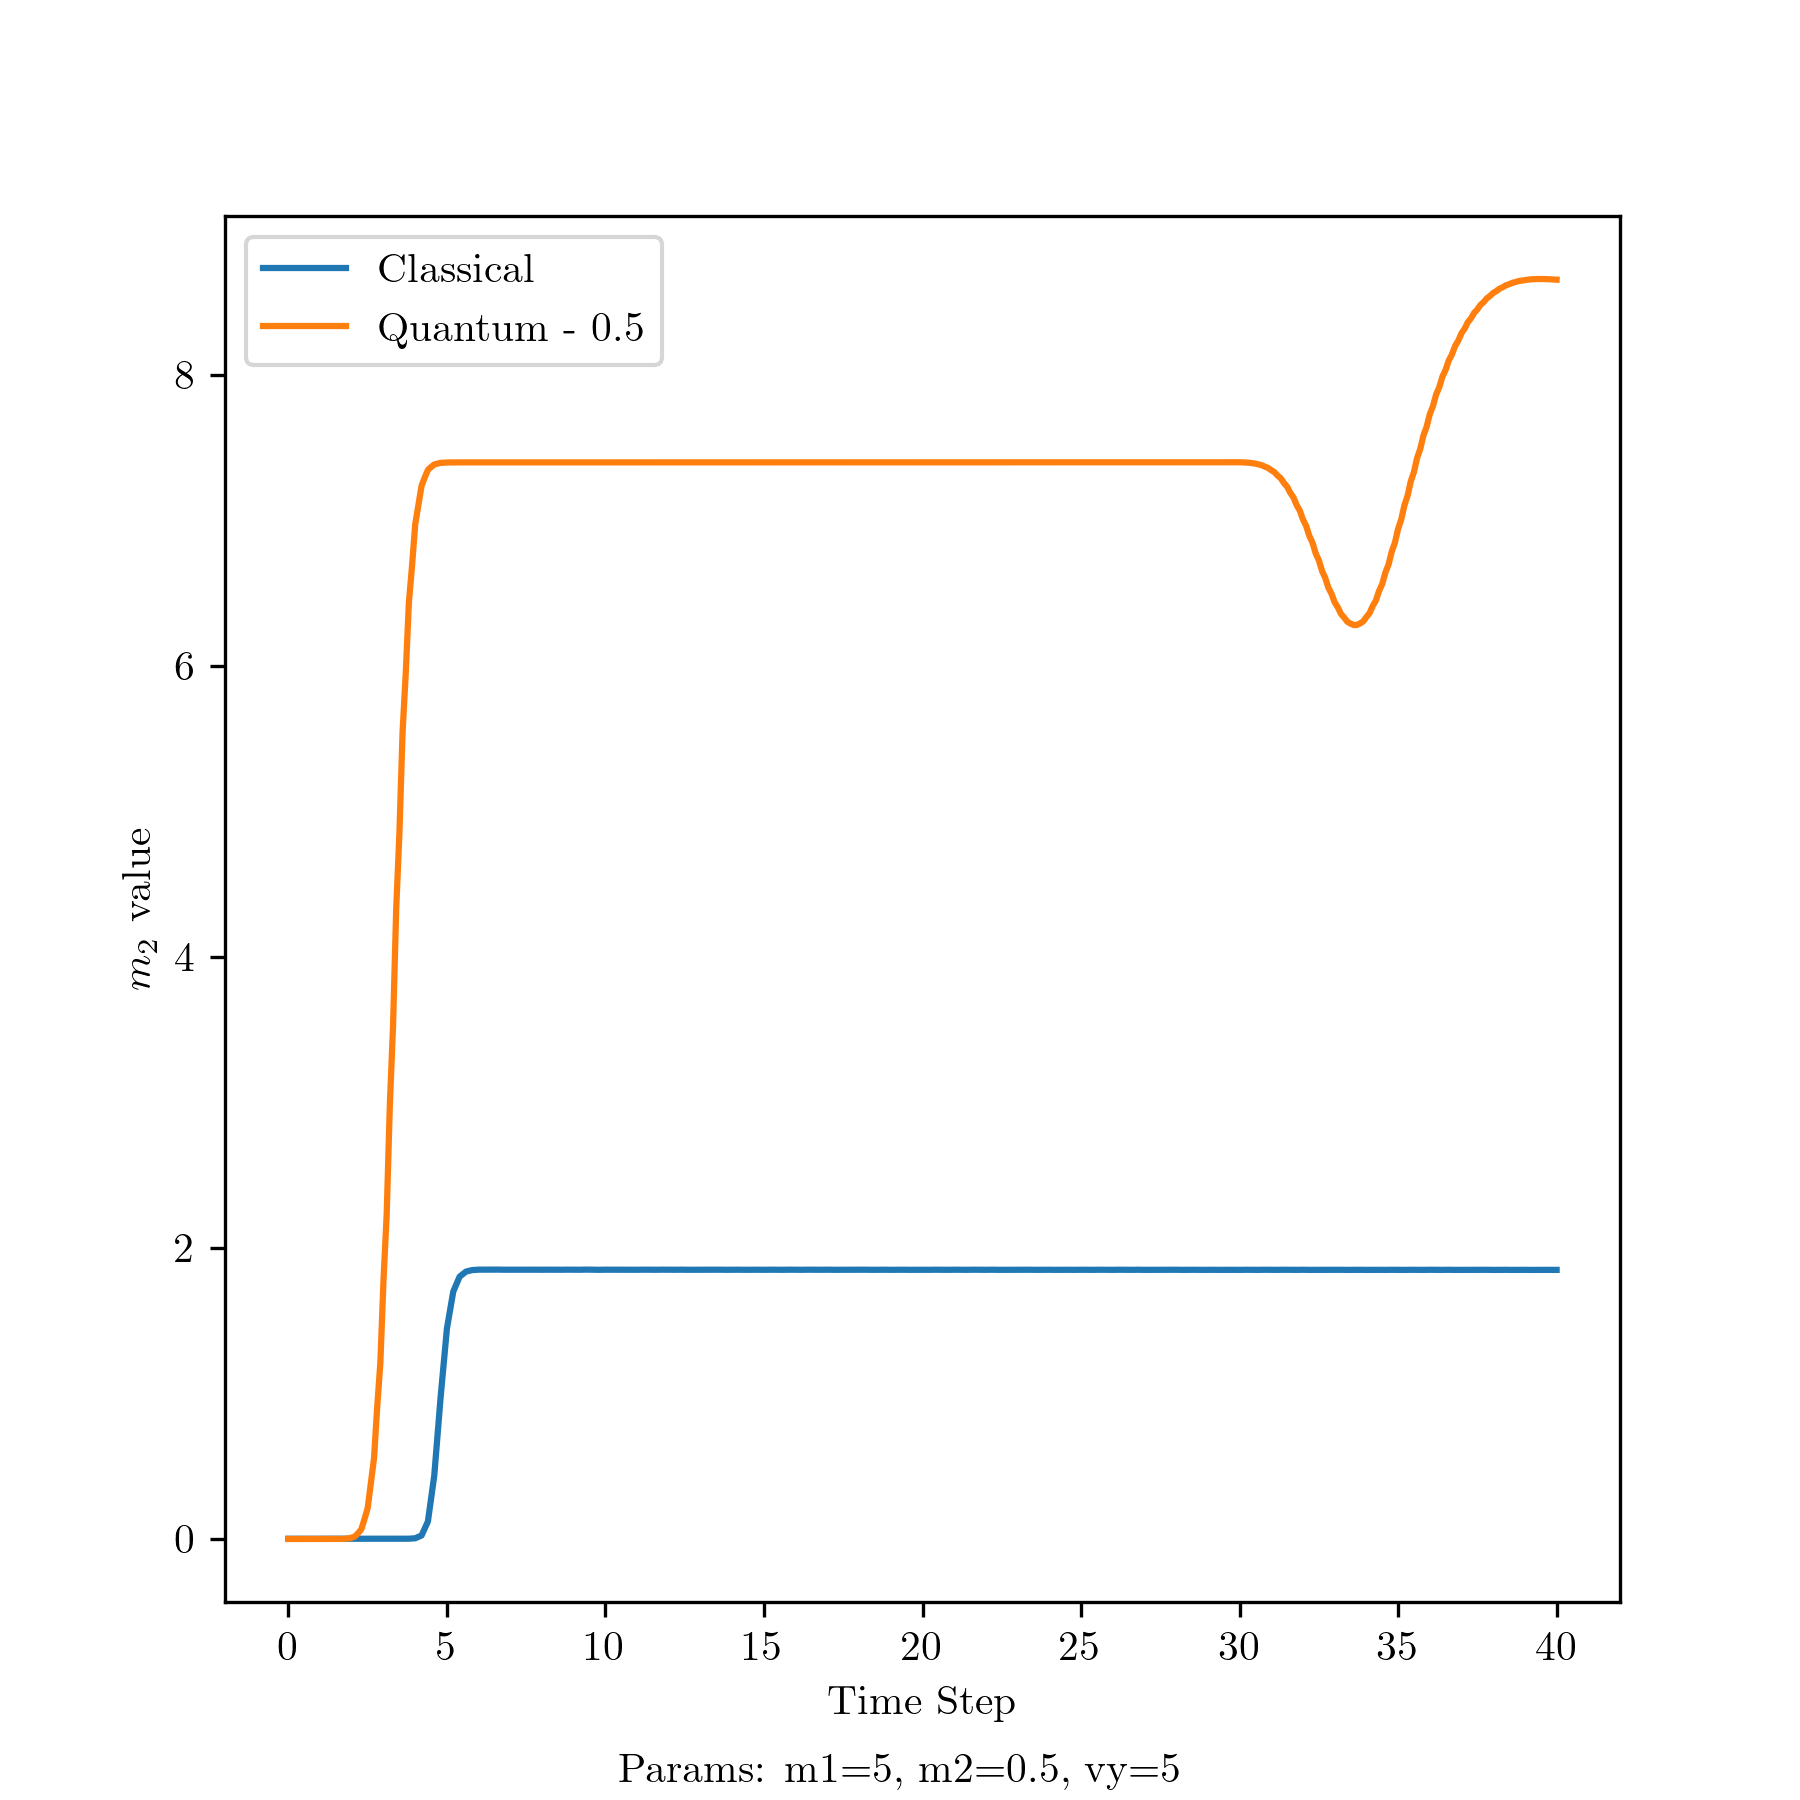 Classical
Quantum - 0.5
8
6
4
2
0
m₂ value
0 5 10 15 20 25 30 35 40
Time Step
Params: m1=5, m2=0.5, vy=5